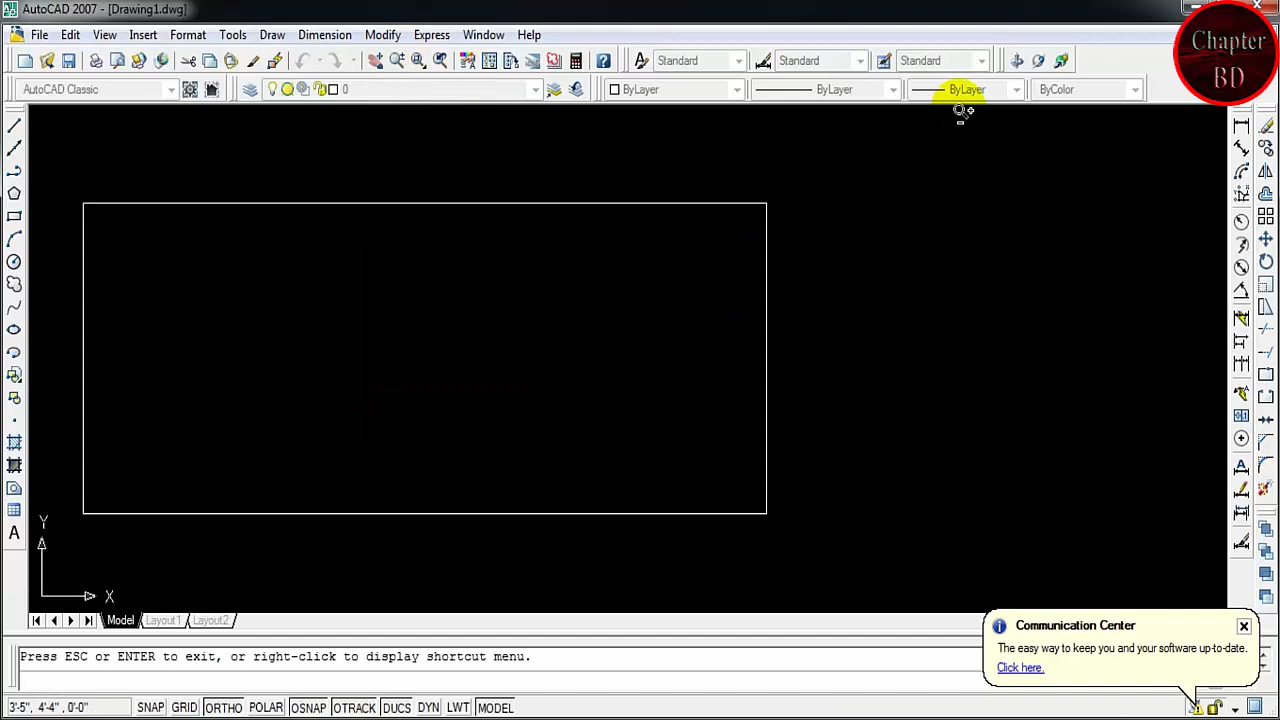 AutoCAD 2007 - [Drawing1.dwg]
File Edit View Insert Format Tools Draw Dimension Modify Express Window Help
Chapter
BD
Standard Standard Standard
AutoCAD Classic 0 ByLayer ByLayer ByLayer ByColor
Y
X
Model Layout1 Layout2
Communication Center
The easy way to keep you and your software up-to-date.
Click here.
Press ESC or ENTER to exit, or right-click to display shortcut menu.
3'-5", 4'-4", 0'-0" SNAP GRID ORTHO POLAR OSNAP OTRACK DUCS DYN LWT MODEL